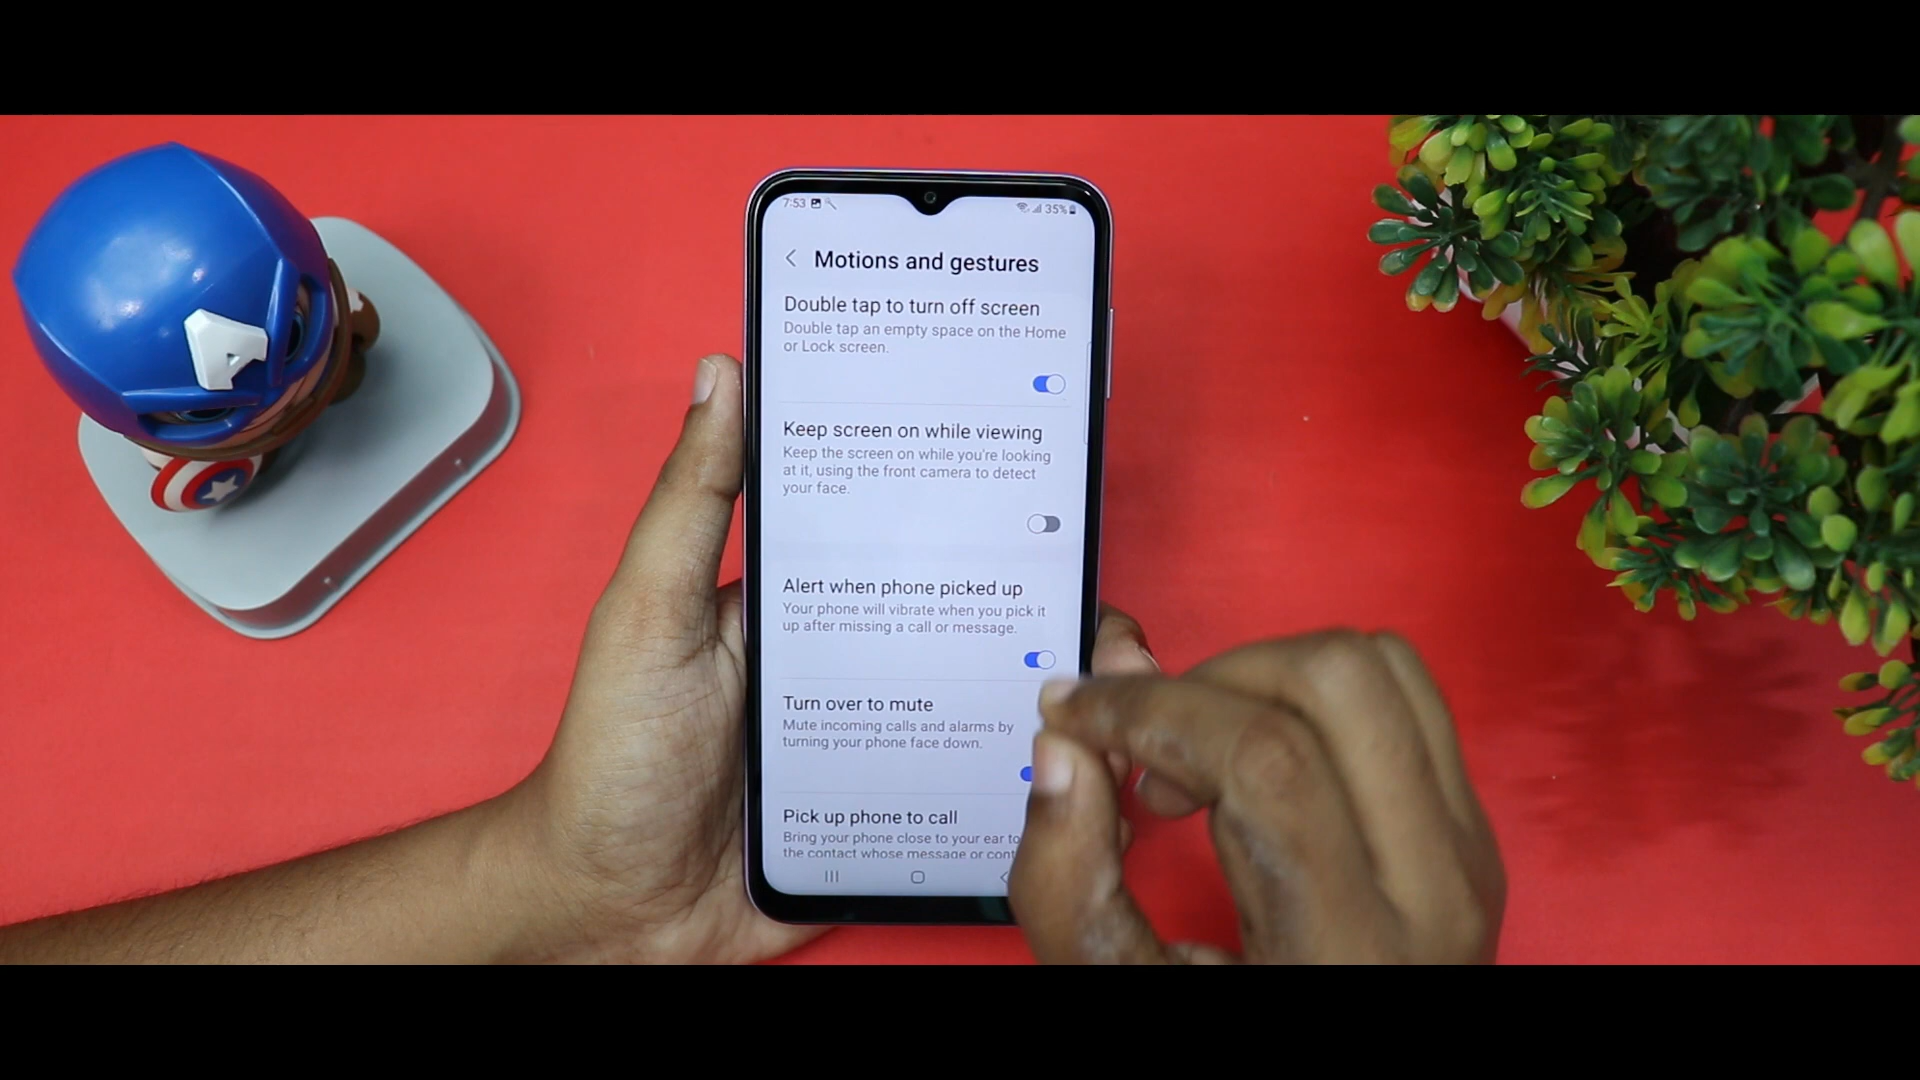 7:53 35%
Motions and gestures
Double tap to turn off screen
Double tap an empty space on the Home
or Lock screen.
Keep screen on while viewing
Keep the screen on while you're looking
at it, using the front camera to detect
your face.
Alert when phone picked up
Your phone will vibrate when you pick it
up after missing a call or message.
Turn over to mute
Mute incoming calls and alarms by
turning your phone face down.
Pick up phone to call
Bring your phone close to your ear to
the contact whose message or
A